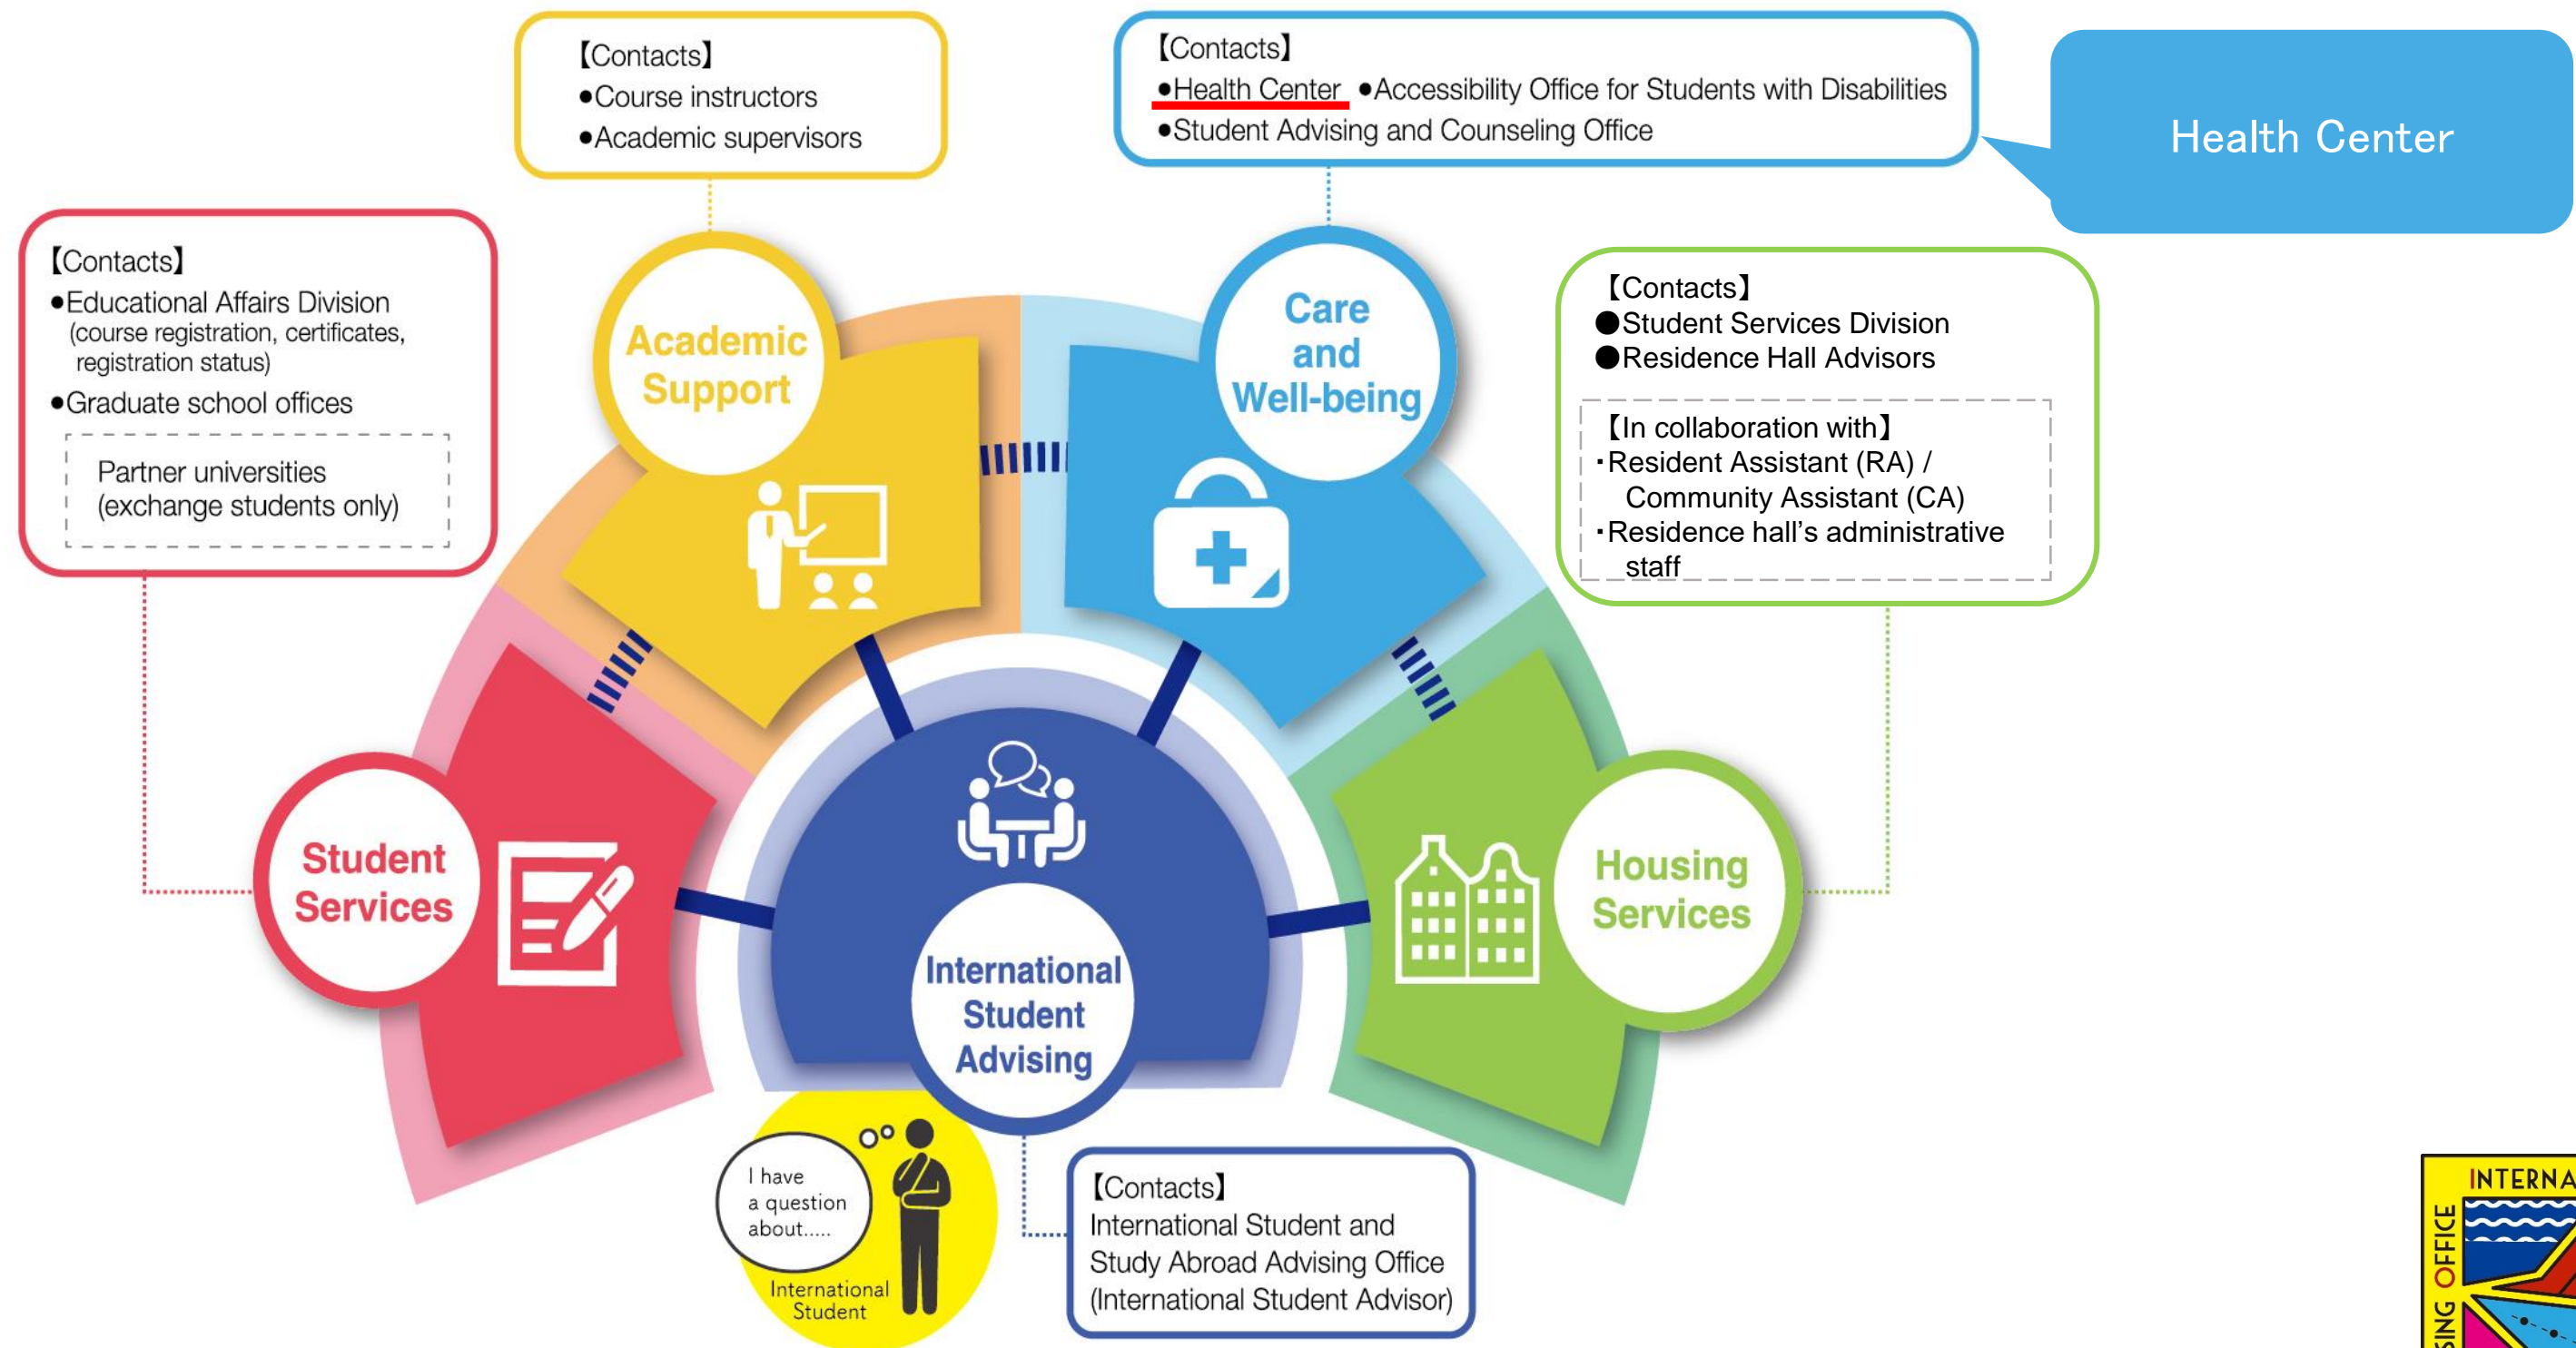 【Contacts】
●Course instructors
●Academic supervisors
【Contacts】
●Health Center ●Accessibility Office for Students with Disabilities
●Student Advising and Counseling Office
Health Center
【Contacts】
●Educational Affairs Division
(course registration, certificates,
registration status)
●Graduate school offices
Partner universities
(exchange students only)
Academic
Support
Care
and
Well-being
【Contacts】
●Student Services Division
●Residence Hall Advisors
【In collaboration with】
・Resident Assistant (RA) /
Community Assistant (CA)
・Residence hall's administrative
staff
Student
Services
Housing
Services
International
Student
Advising
I have
a question
about.....
International
Student
【Contacts】
International Student and
Study Abroad Advising Office
(International Student Advisor)
OFFICE